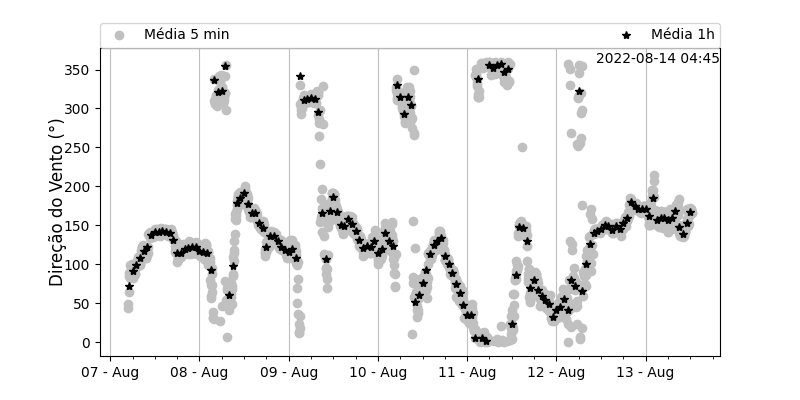 Média 5 min
Média 1h
2022-08-14 04:45
Direção do Vento (°)
350
300
250
200
150
100
50
0
07 - Aug
08 - Aug
09 - Aug
10 - Aug
11 - Aug
12 - Aug
13 - Aug